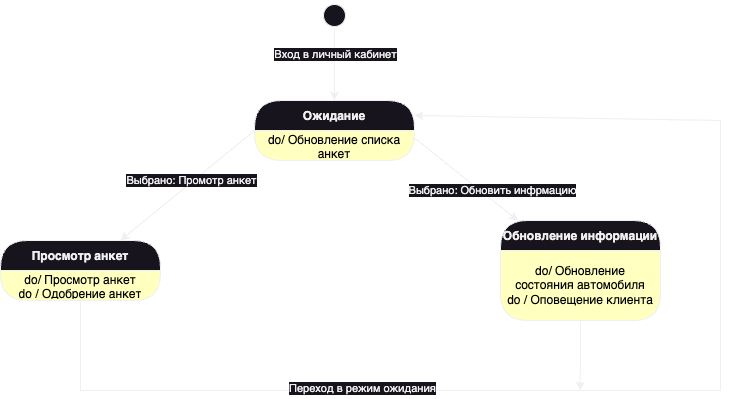 Вход в личный кабинет
Ожидание
do/ Обновление списка
анкет
Выбрано: Промотр анкет
Выбрано: Обновить инфрмацию
Обновление информации
Просмотр анкет
do/ Обновление
состояния автомобиля
do / Оповещение клиента
do/ Просмотр анкет
do / Одобрение анкет
Переход в режим ожидания